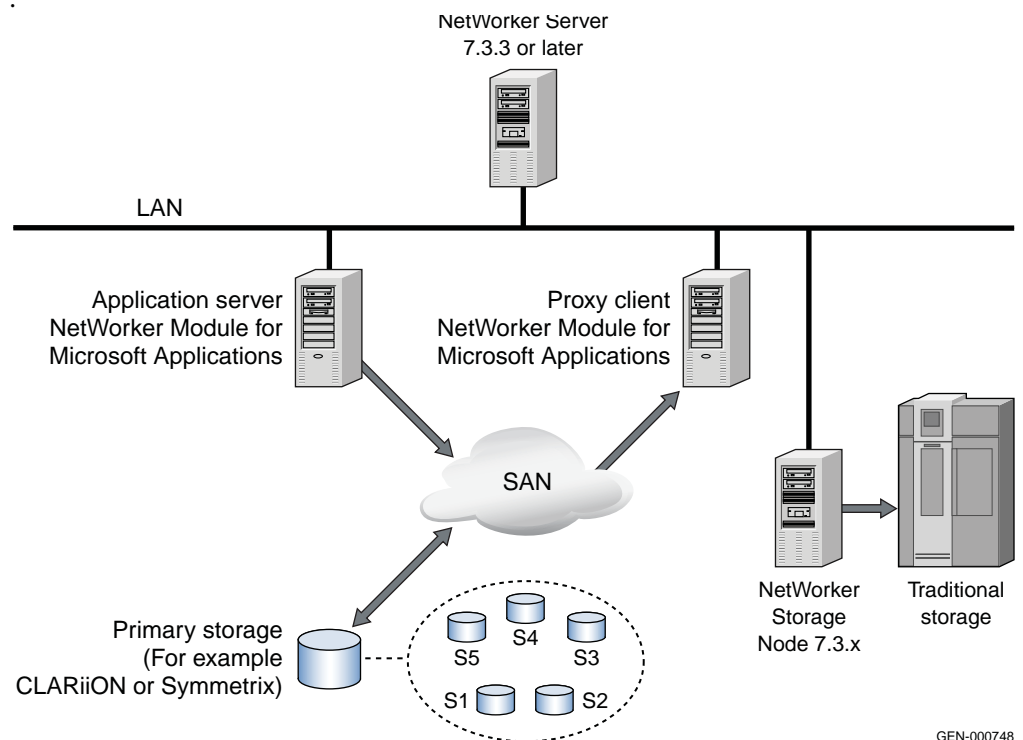 NetWorker Server
7.3.3 or later
LAN
Application server
NetWorker Module for
Microsoft Applications
Proxy client
NetWorker Module for
Microsoft Applications
SAN
NetWorker
Storage
Node 7.3.x
Traditional
storage
Primary storage
(For example
CLARiiON or Symmetrix)
S4
S5
S3
S1
S2
GEN-000748